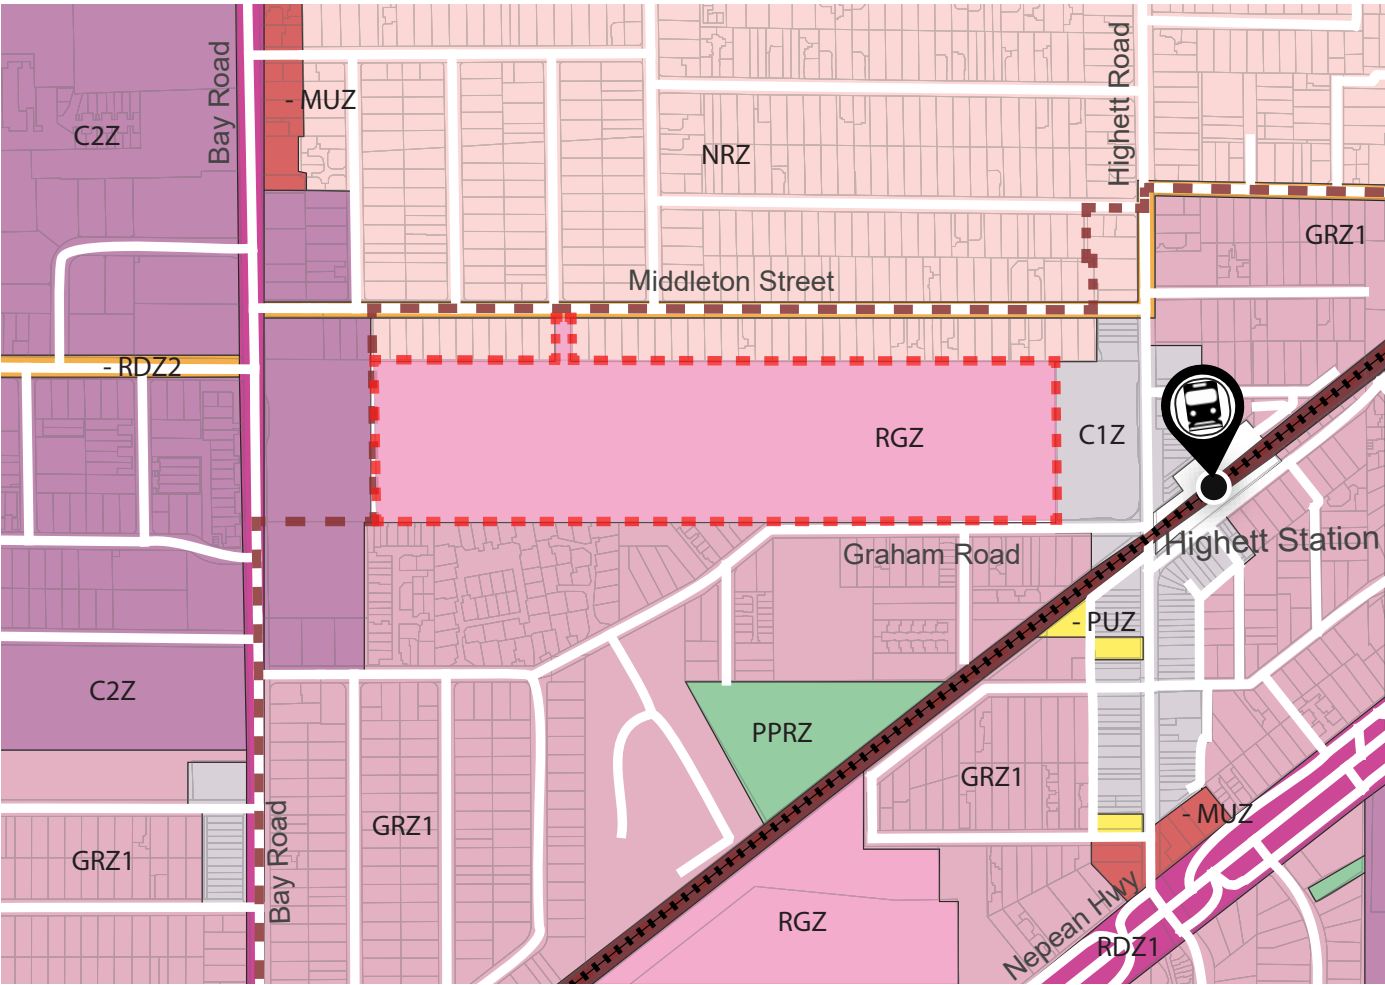 Bay Road
Highett Road
- MUZ
C2Z
NRZ
GRZ1
Middleton Street
- RDZ2
RGZ
C1Z
Graham Road
Highett Station
- PUZ
C2Z
PPRZ
GRZ1
- MUZ
GRZ1
Bay Road
GRZ1
RGZ
Nepean Hwy
RDZ1